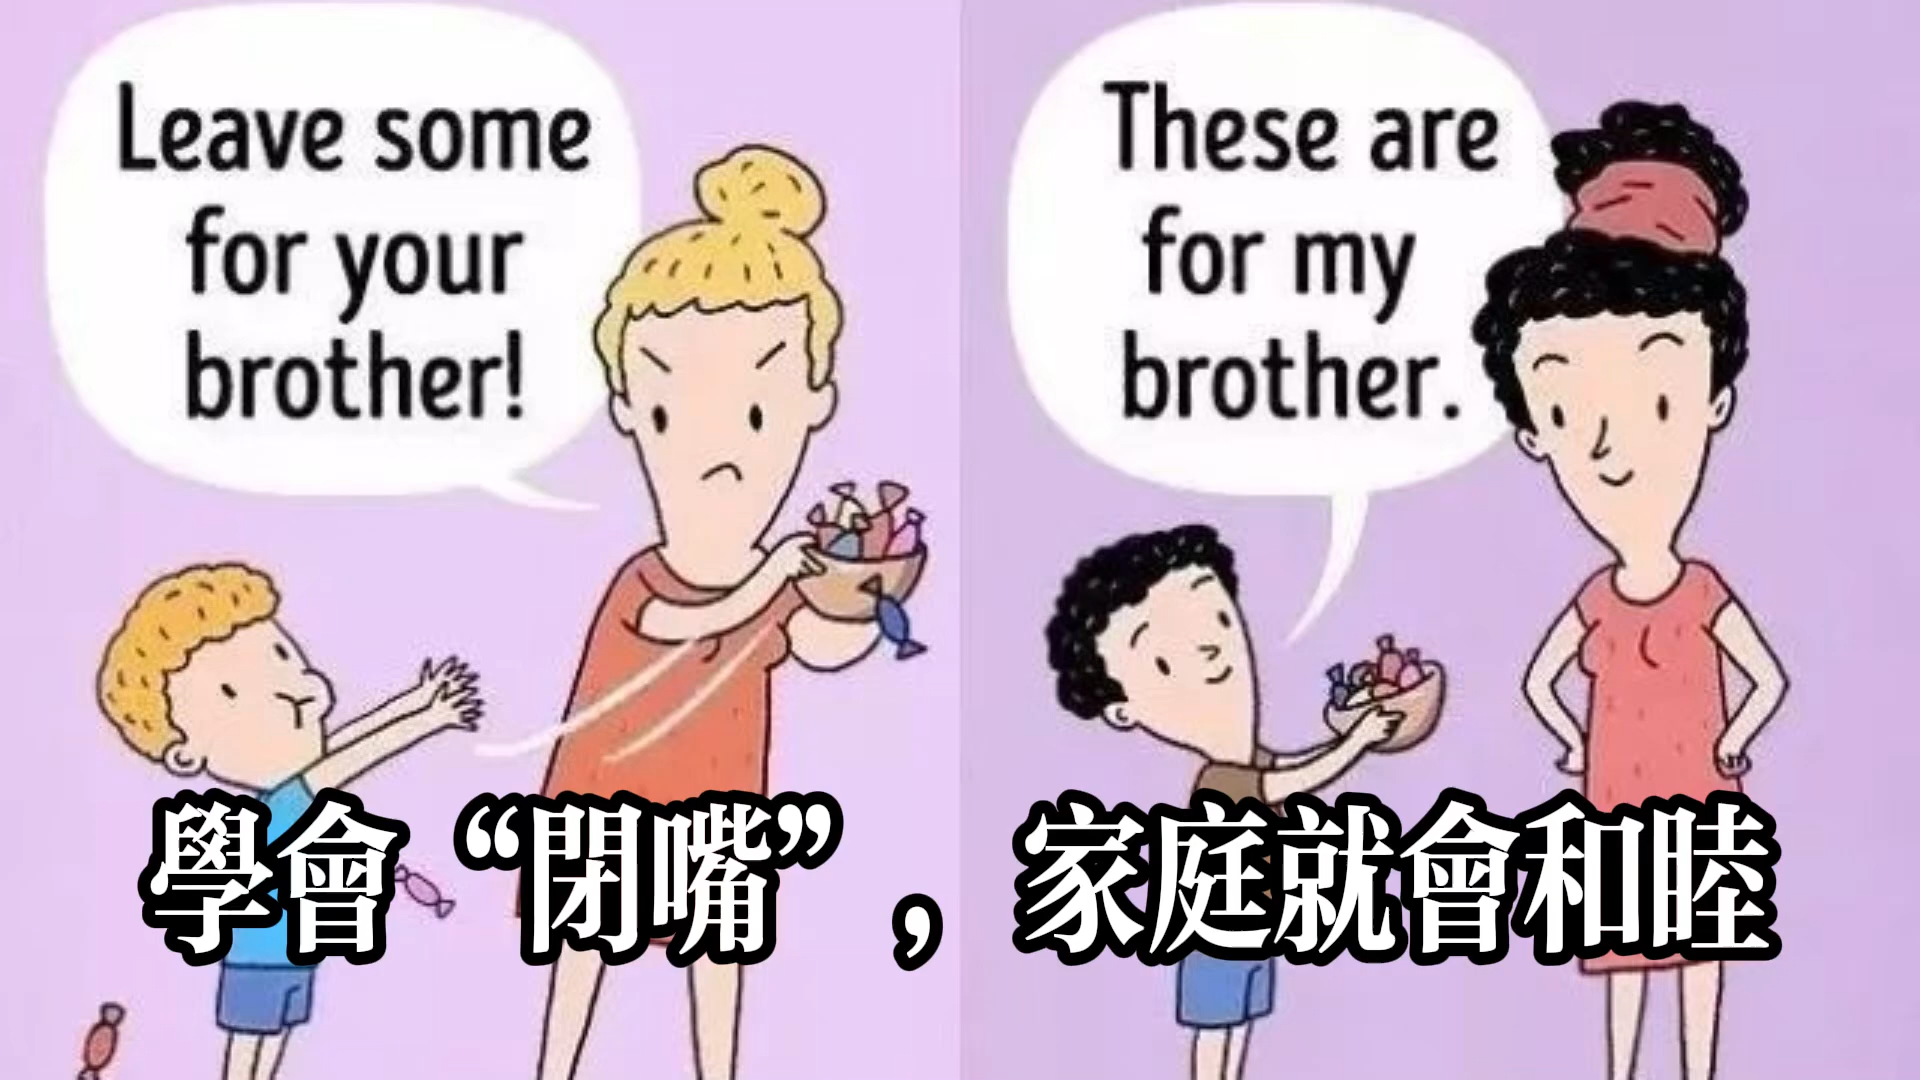 Leave some
for your
brother!
These are
for my
brother.
學會“閉嘴”，家庭就會和睦